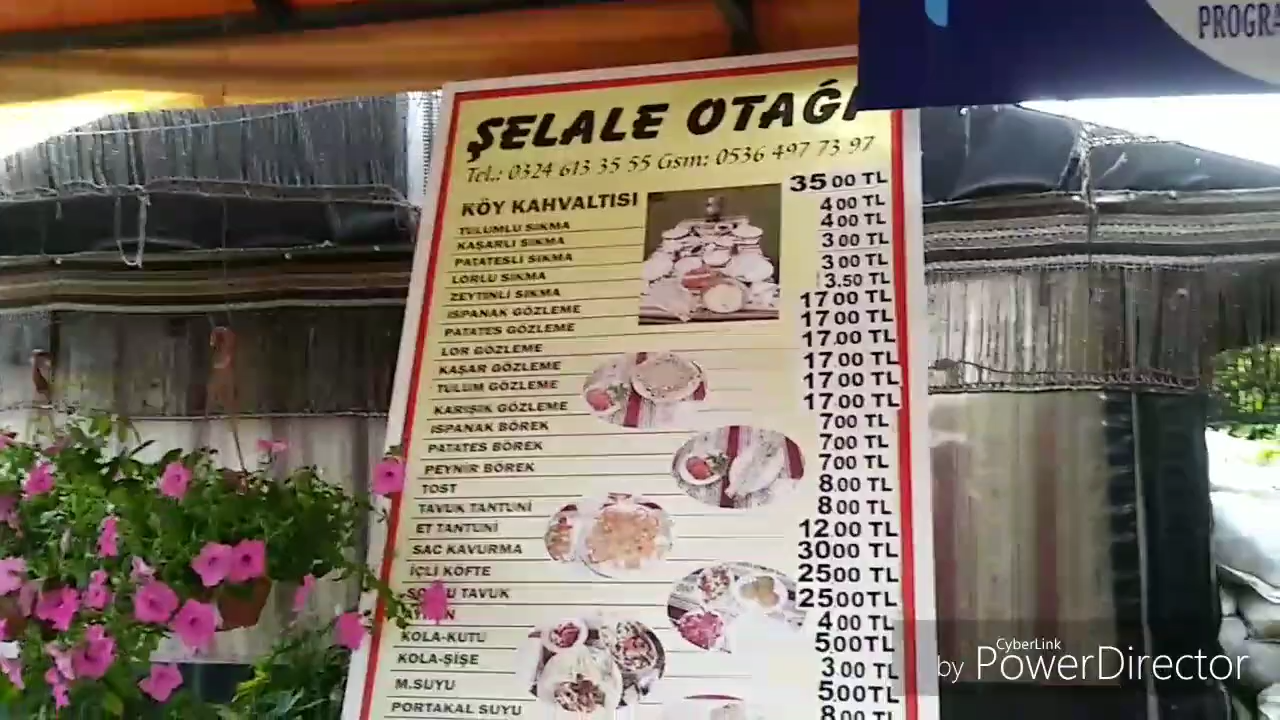 PROGRA
ŞELALE OTAĞI
Tel.: 0324 613 35 55 Gsm: 0536 497 73 97
KÖY KAHVALTISI 35 00 TL
TULUMLU SIKMA 4 00 TL
KAŞARLI SIKMA 4 00 TL
PATATESLİ SIKMA 3 00 TL
LORLU SIKMA 3 00 TL
ZEYTİNLİ SIKMA 3.50 TL
ISPANAK GÖZLEME 17 00 TL
PATATES GÖZLEME 17 00 TL
LOR GÖZLEME 17.00 TL
KAŞAR GÖZLEME 17 00 TL
TULUM GÖZLEME 17 00 TL
KARIŞIK GÖZLEME 17 00 TL
ISPANAK BÖREK 7 00 TL
PATATES BÖREK 7 00 TL
PEYNİR BÖREK 7 00 TL
TOST 8.00 TL
TAVUK TANTUNİ 8 00 TL
ET TANTUNİ 12.00 TL
SAC KAVURMA 30 00 TL
İÇLİ KÖFTE 25 00 TL
TAVUK 25 00 TL
4 00 TL
KOLA-KUTU 5.00 TL
KOLA-ŞİŞE 3.00 TL
M.SUYU 5 00 TL
PORTAKAL SUYU 8 00 TL
by CyberLink PowerDirector